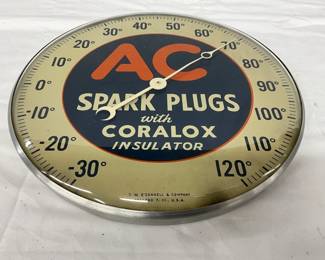 20° 30° 40° 50° 60° 70°
10° 80°
0° 90°
-10° 100°
-20° 110°
-30° 120°
AC
SPARK PLUGS
with
CORALOX
INSULATOR
& COMPANY
U.S.A.